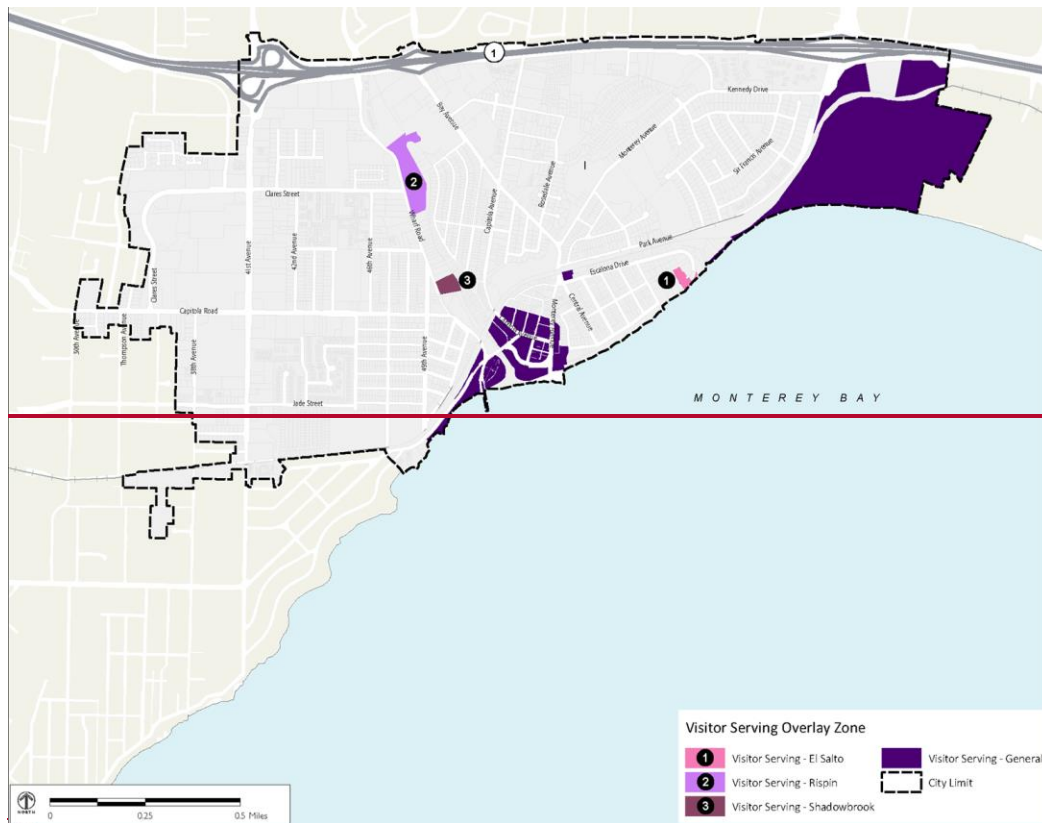 1
Kennedy Drive
Bay Avenue
Monterey Avenue
Sir Francis Avenue
Rosedale Avenue
2
Clares Street
Capitola Avenue
Wharf Road
41st Avenue
42nd Avenue
46th Avenue
Park Avenue
Escalona Drive
3
1
Clares Street
Central Avenue
Capitola Road
30th Avenue
Thompson Avenue
38th Avenue
49th Avenue
Jade Street
MONTEREY BAY
Visitor Serving Overlay Zone
1 Visitor Serving - El Salto
Visitor Serving - General
2 Visitor Serving - Rispin
City Limit
3 Visitor Serving - Shadowbrook
NORTH
0 0.25 0.5 Miles